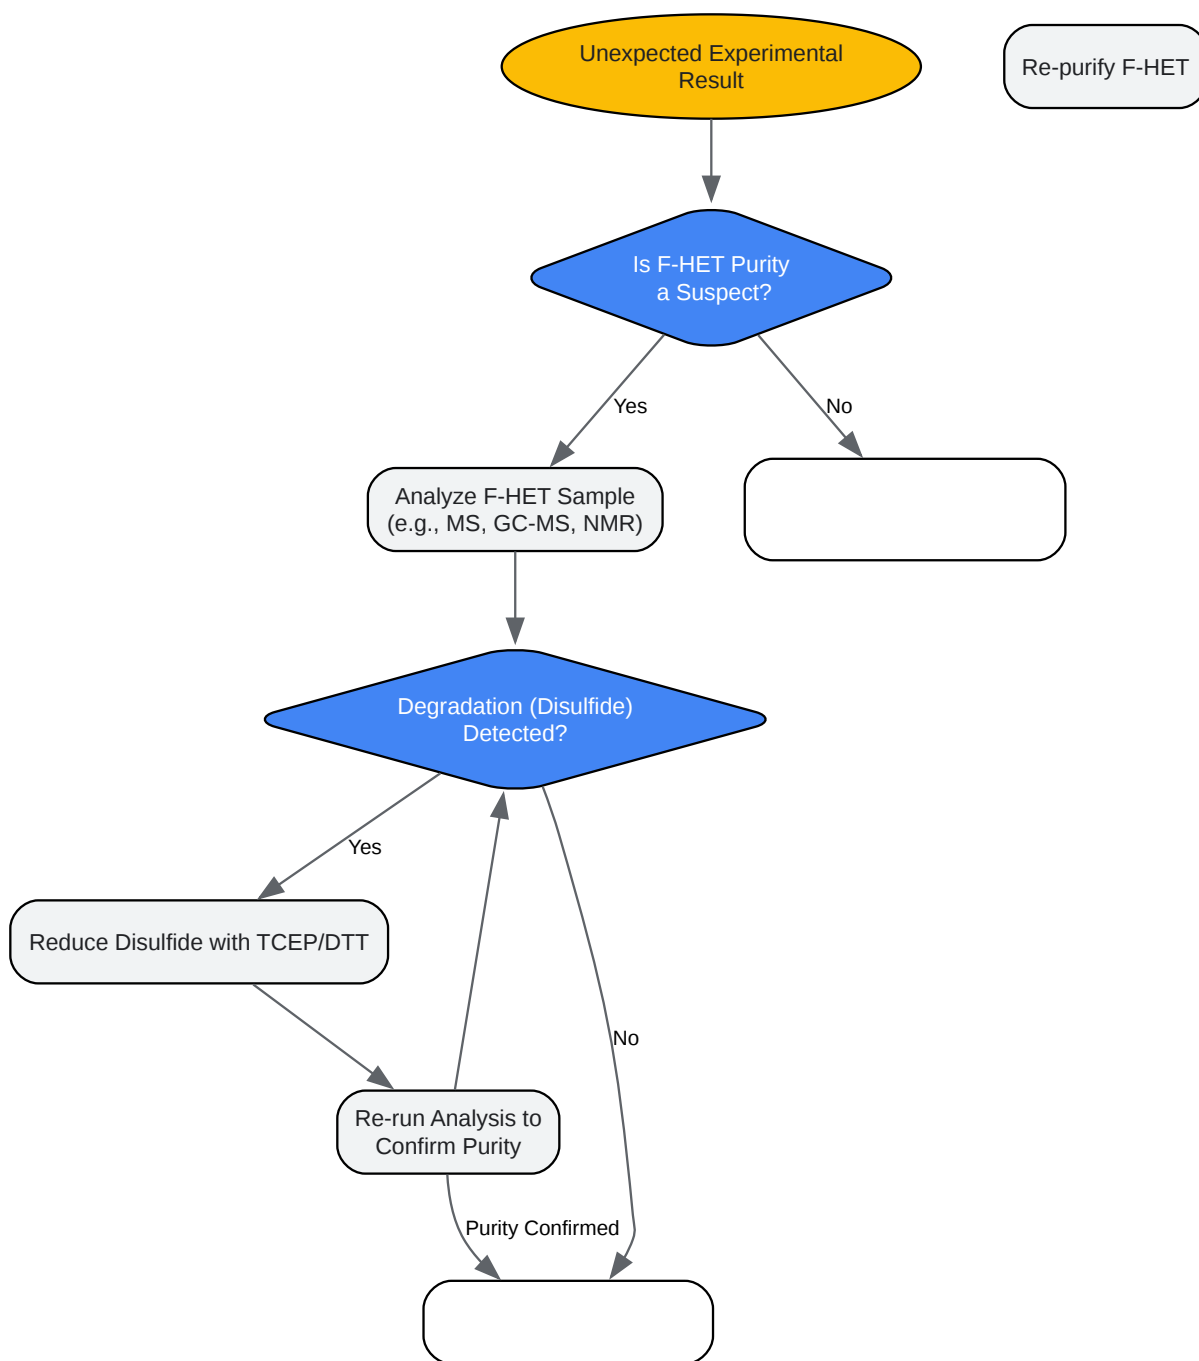 Unexpected Experimental
Result
Re-purify F-HET
Is F-HET Purity
a Suspect?
Yes
No
Analyze F-HET Sample
(e.g., MS, GC-MS, NMR)
Degradation (Disulfide)
Detected?
Yes
Reduce Disulfide with TCEP/DTT
No
Re-run Analysis to
Confirm Purity
Purity Confirmed